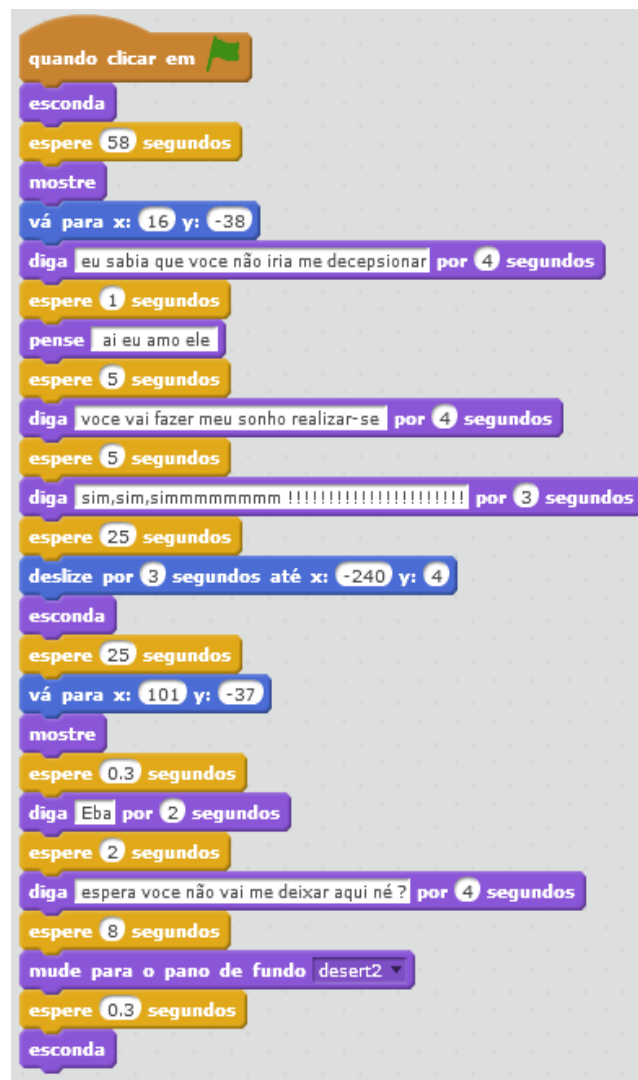 quando clicar em
esconda
espere 58 segundos
mostre
vá para x: 16 y: -38
diga eu sabia que voce não iria me decepsionar por 4 segundos
espere 1 segundos
pense ai eu amo ele
espere 5 segundos
diga voce vai fazer meu sonho realizar-se por 4 segundos
espere 5 segundos
diga sim,sim,simmmmmmmm !!!!!!!!!!!!!!!!!!!!!!! por 3 segundos
espere 25 segundos
deslize por 3 segundos até x: -240 y: 4
esconda
espere 25 segundos
vá para x: 101 y: -37
mostre
espere 0.3 segundos
diga Eba por 2 segundos
espere 2 segundos
diga espera voce não vai me deixar aqui né ? por 4 segundos
espere 8 segundos
mude para o pano de fundo desert2
espere 0.3 segundos
esconda